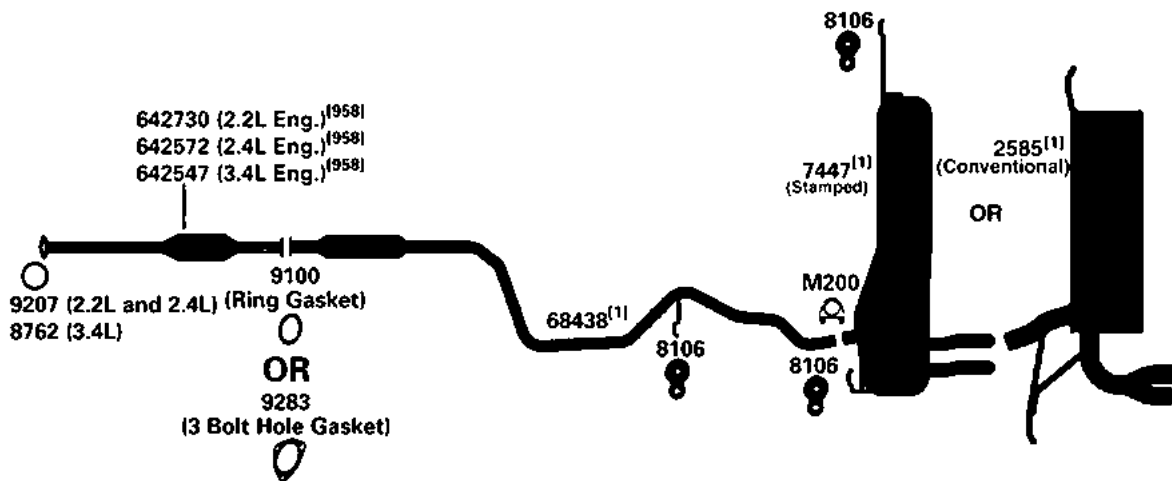 8106
642730 (2.2L Eng.)[958]
642572 (2.4L Eng.)[958]
642547 (3.4L Eng.)[958]
7447[1]
(Stamped)
2585[1]
(Conventional)
OR
9100
(Ring Gasket)
9207 (2.2L and 2.4L)
8762 (3.4L)
OR
9283
(3 Bolt Hole Gasket)
68438[1]
8106
M200
8106